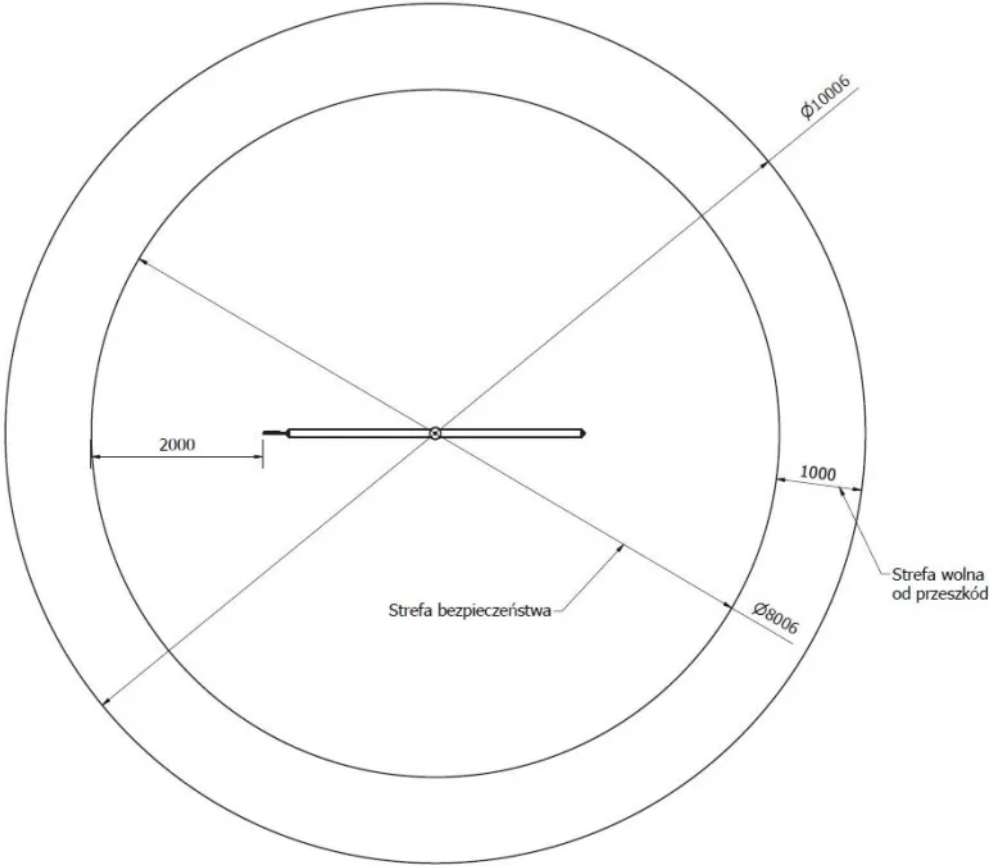 Ø10006
2000
1000
Strefa wolna
od przeszkód
Strefa bezpieczeństwa
Ø8006